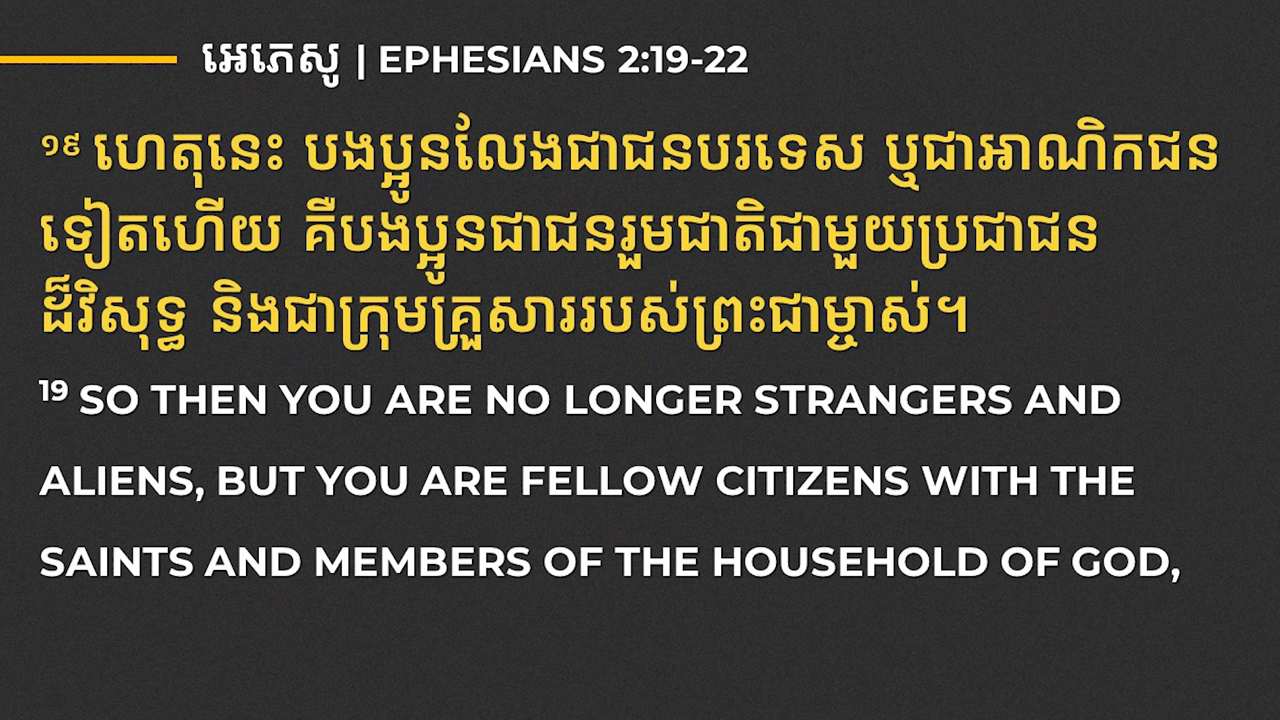 អេភេសូ | EPHESIANS 2:19-22
១៩ ហេតុនេះ បងប្អូនលែងជាជនបរទេស ឬជាអាណិកជន
ទៀតហើយ គឺបងប្អូនជាជនរួមជាតិជាមួយប្រជាជន
ដ៏វិសុទ្ធ និងជាក្រុមគ្រួសាររបស់ព្រះជាម្ចាស់។
19 SO THEN YOU ARE NO LONGER STRANGERS AND
ALIENS, BUT YOU ARE FELLOW CITIZENS WITH THE
SAINTS AND MEMBERS OF THE HOUSEHOLD OF GOD,